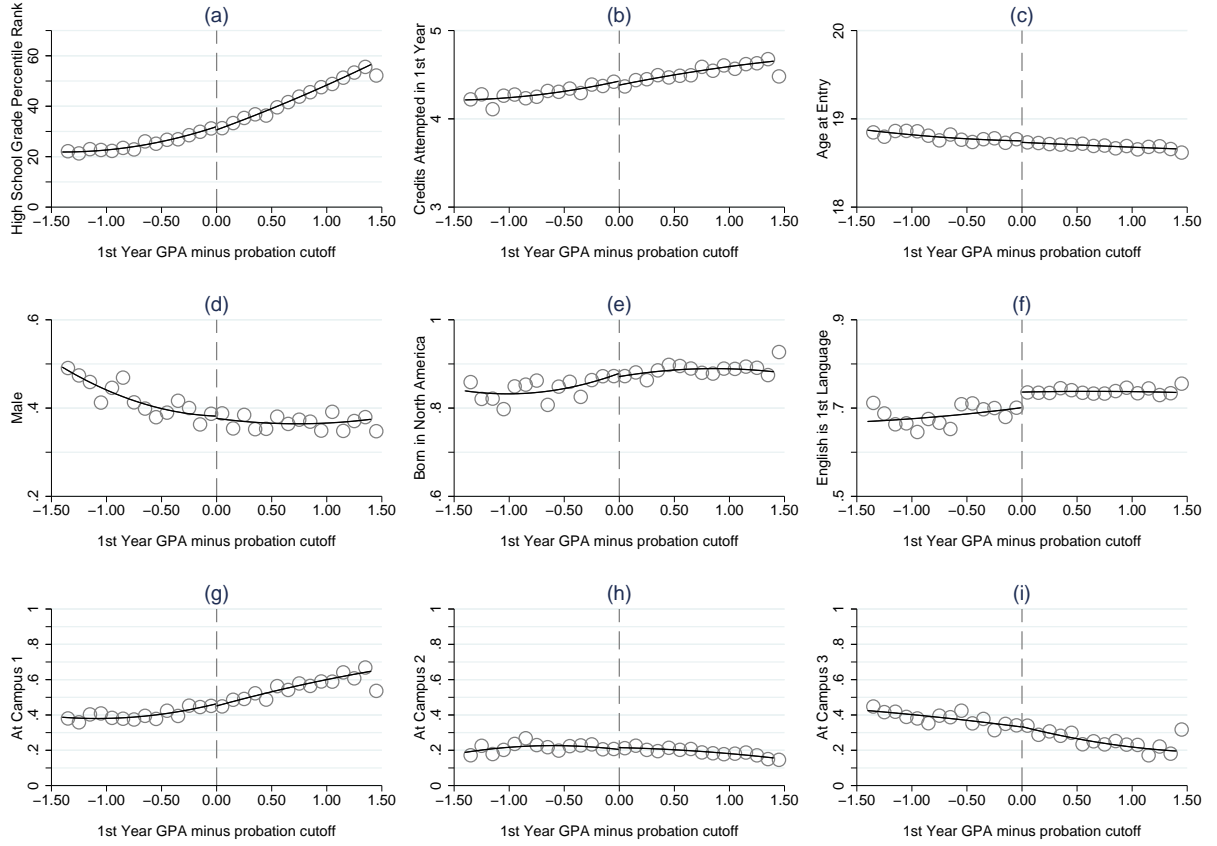 (a)
High School Grade Percentile Rank
0 20 40 60
−1.50 −1.00 −0.50 0.00 0.50 1.00 1.50
1st Year GPA minus probation cutoff
(b)
Credits Attempted in 1st Year
3 4 5
−1.50 −1.00 −0.50 0.00 0.50 1.00 1.50
1st Year GPA minus probation cutoff
(c)
Age at Entry
18 19 20
−1.50 −1.00 −0.50 0.00 0.50 1.00 1.50
1st Year GPA minus probation cutoff
(d)
Male
.2 .4 .6
−1.50 −1.00 −0.50 0.00 0.50 1.00 1.50
1st Year GPA minus probation cutoff
(e)
Born in North America
.6 .8 1
−1.50 −1.00 −0.50 0.00 0.50 1.00 1.50
1st Year GPA minus probation cutoff
(f)
English is 1st Language
.5 .7 .9
−1.50 −1.00 −0.50 0.00 0.50 1.00 1.50
1st Year GPA minus probation cutoff
(g)
At Campus 1
0 .2 .4 .6 .8 1
−1.50 −1.00 −0.50 0.00 0.50 1.00 1.50
1st Year GPA minus probation cutoff
(h)
At Campus 2
0 .2 .4 .6 .8 1
−1.50 −1.00 −0.50 0.00 0.50 1.00 1.50
1st Year GPA minus probation cutoff
(i)
At Campus 3
0 .2 .4 .6 .8 1
−1.50 −1.00 −0.50 0.00 0.50 1.00 1.50
1st Year GPA minus probation cutoff